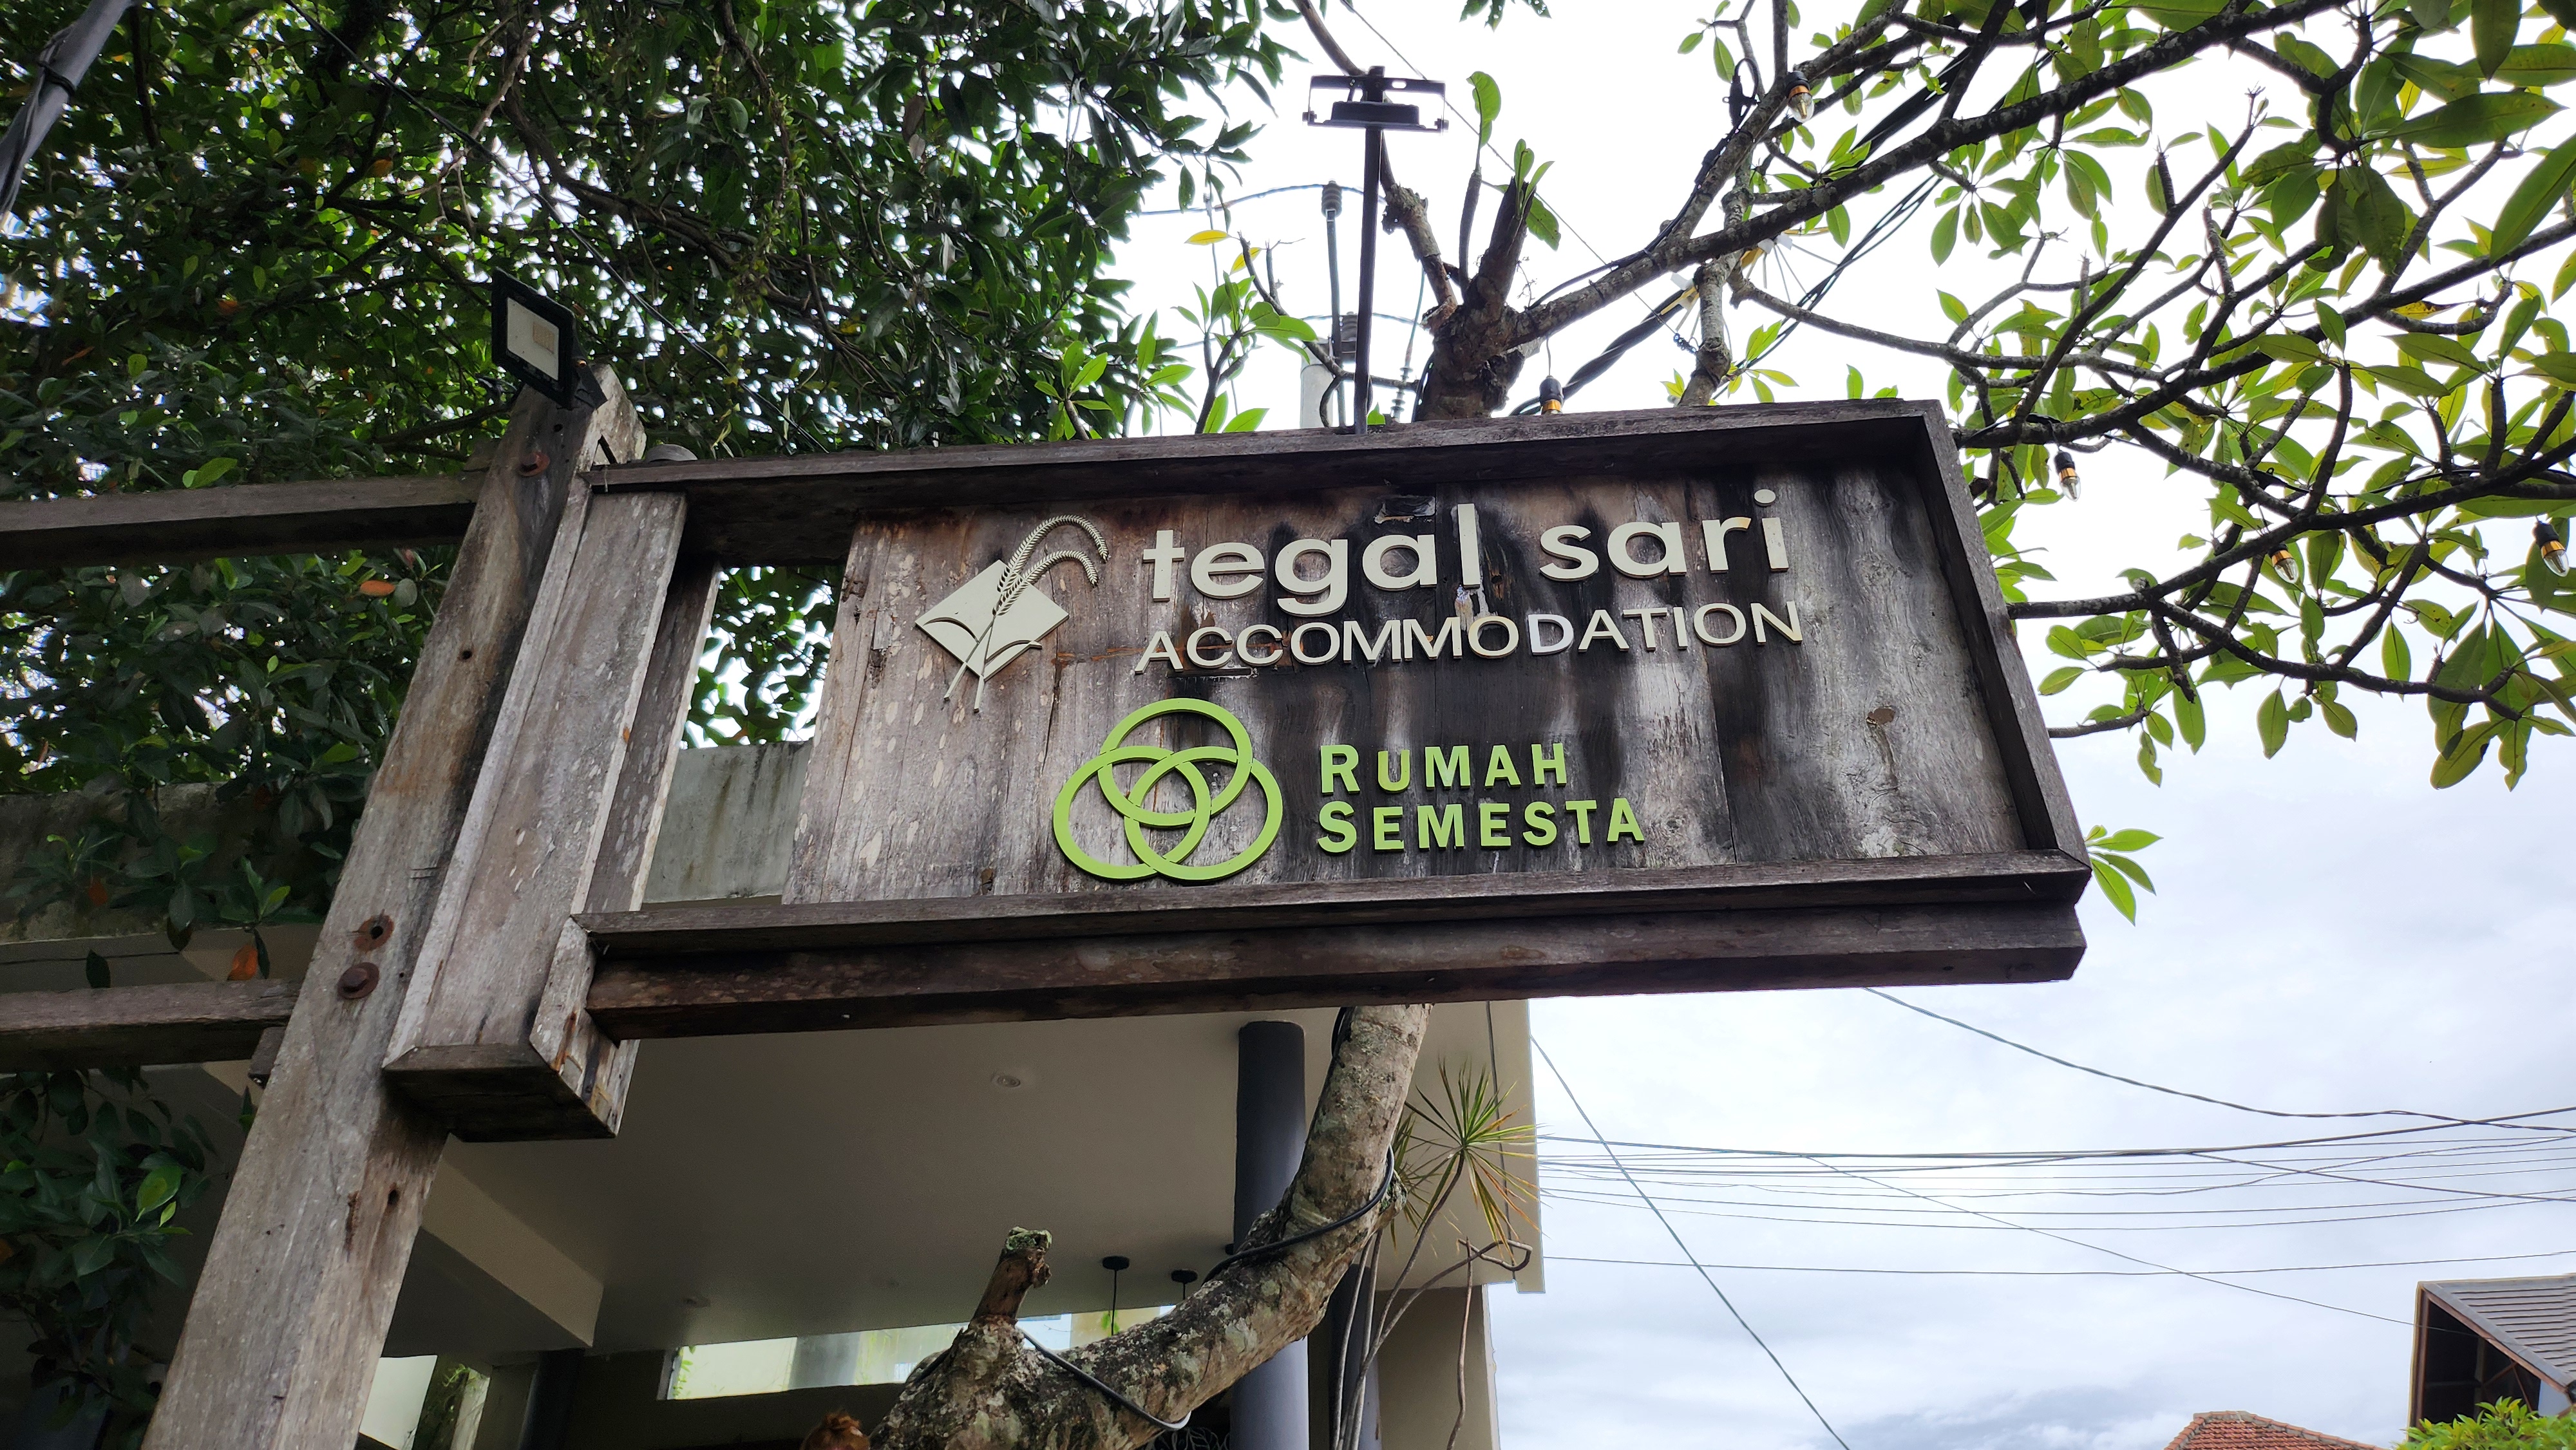 tegal sari
ACCOMMODATION
RUMAH
SEMESTA